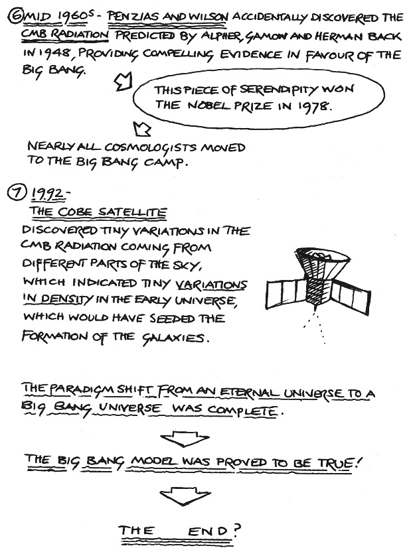 ⑥ MID 1960s - PENZIAS AND WILSON ACCIDENTALLY DISCOVERED THE
CMB RADIATION PREDICTED BY ALPHER, GAMOW AND HERMAN BACK
IN 1948, PROVIDING COMPELLING EVIDENCE IN FAVOUR OF THE
BIG BANG.
THIS PIECE OF SERENDIPITY WON
THE NOBEL PRIZE IN 1978.
NEARLY ALL COSMOLOGISTS MOVED
TO THE BIG BANG CAMP.
⑦ 1992 -
THE COBE SATELLITE
DISCOVERED TINY VARIATIONS IN THE
CMB RADIATION COMING FROM
DIFFERENT PARTS OF THE SKY,
WHICH INDICATED TINY VARIATIONS
IN DENSITY IN THE EARLY UNIVERSE,
WHICH WOULD HAVE SEEDED THE
FORMATION OF THE GALAXIES.
THE PARADIGM SHIFT FROM AN ETERNAL UNIVERSE TO A
BIG BANG UNIVERSE WAS COMPLETE.
THE BIG BANG MODEL WAS PROVED TO BE TRUE!
THE END?